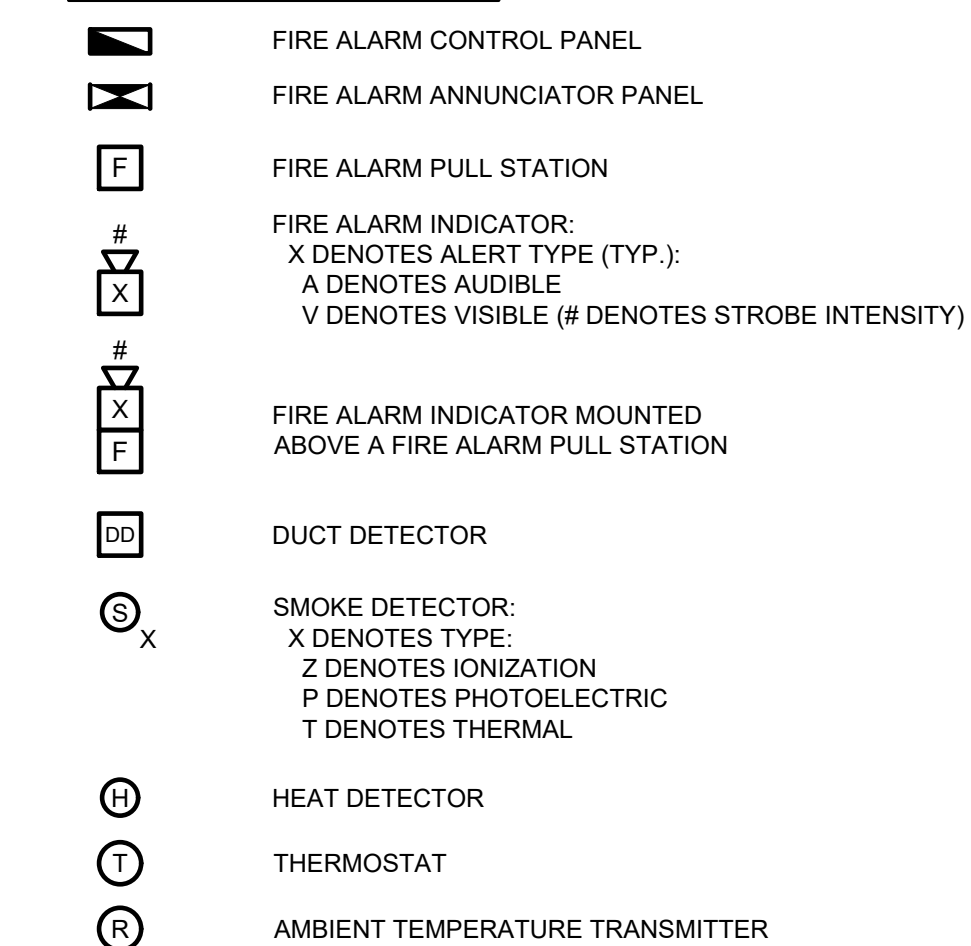 FIRE ALARM CONTROL PANEL
FIRE ALARM ANNUNCIATOR PANEL
F
FIRE ALARM PULL STATION
#
X
FIRE ALARM INDICATOR:
X DENOTES ALERT TYPE (TYP.):
A DENOTES AUDIBLE
V DENOTES VISIBLE (# DENOTES STROBE INTENSITY)
#
X
F
FIRE ALARM INDICATOR MOUNTED
ABOVE A FIRE ALARM PULL STATION
DD
DUCT DETECTOR
S
X
SMOKE DETECTOR:
X DENOTES TYPE:
Z DENOTES IONIZATION
P DENOTES PHOTOELECTRIC
T DENOTES THERMAL
H
HEAT DETECTOR
T
THERMOSTAT
R
AMBIENT TEMPERATURE TRANSMITTER